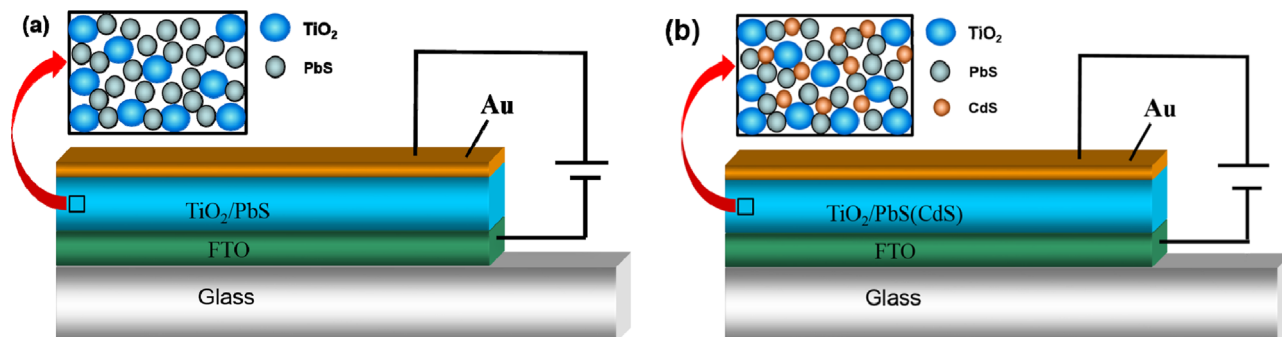 (a)
TiO₂
PbS
Au
TiO₂/PbS
FTO
Glass
(b)
TiO₂
PbS
CdS
Au
TiO₂/PbS(CdS)
FTO
Glass